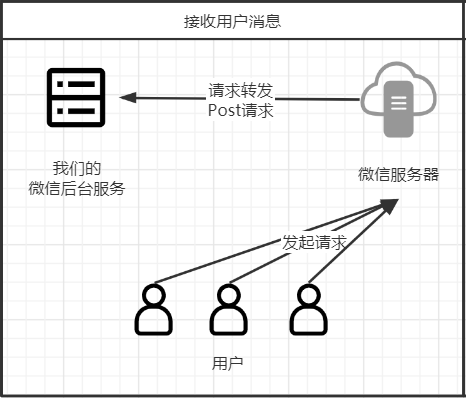 接收用户消息
请求转发
Post请求
我们的
微信后台服务
微信服务器
发起请求
用户